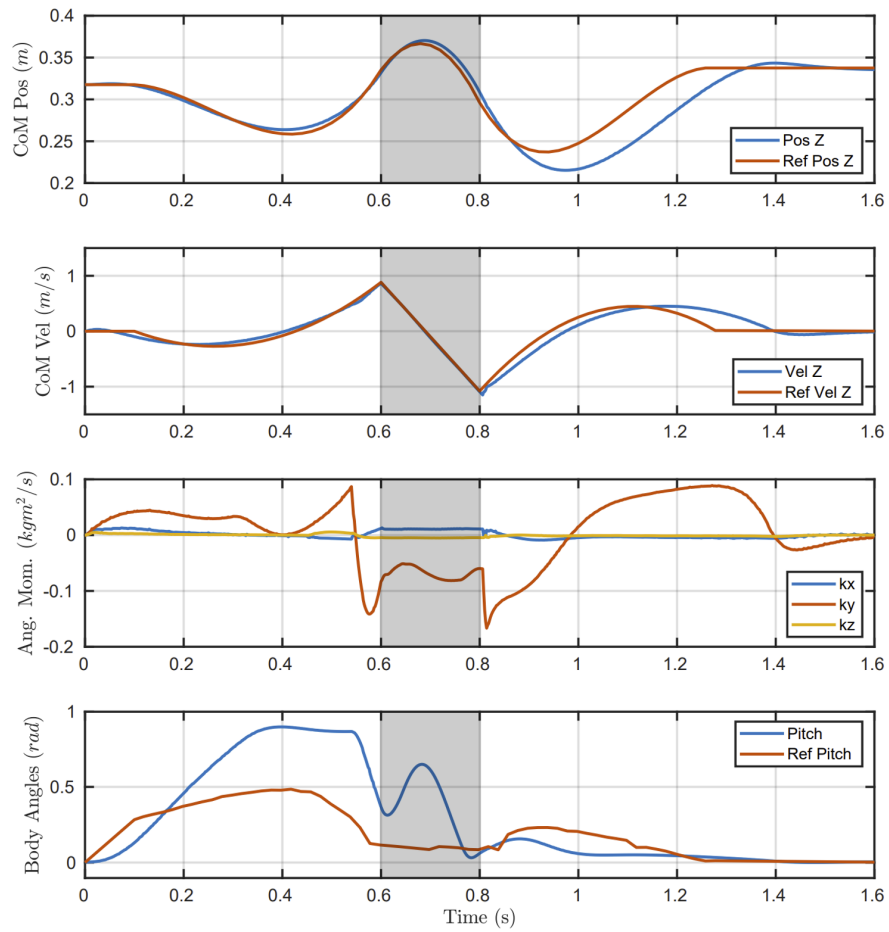 CoM Pos (m)
0.4
0.35
0.3
0.25
0.2
0 0.2 0.4 0.6 0.8 1 1.2 1.4 1.6
Pos Z
Ref Pos Z
CoM Vel (m/s)
1
0
-1
0 0.2 0.4 0.6 0.8 1 1.2 1.4 1.6
Vel Z
Ref Vel Z
Ang. Mom. (kgm²/s)
0.1
0
-0.1
-0.2
0 0.2 0.4 0.6 0.8 1 1.2 1.4 1.6
kx
ky
kz
Body Angles (rad)
1
0.5
0
0 0.2 0.4 0.6 0.8 1 1.2 1.4 1.6
Pitch
Ref Pitch
Time (s)